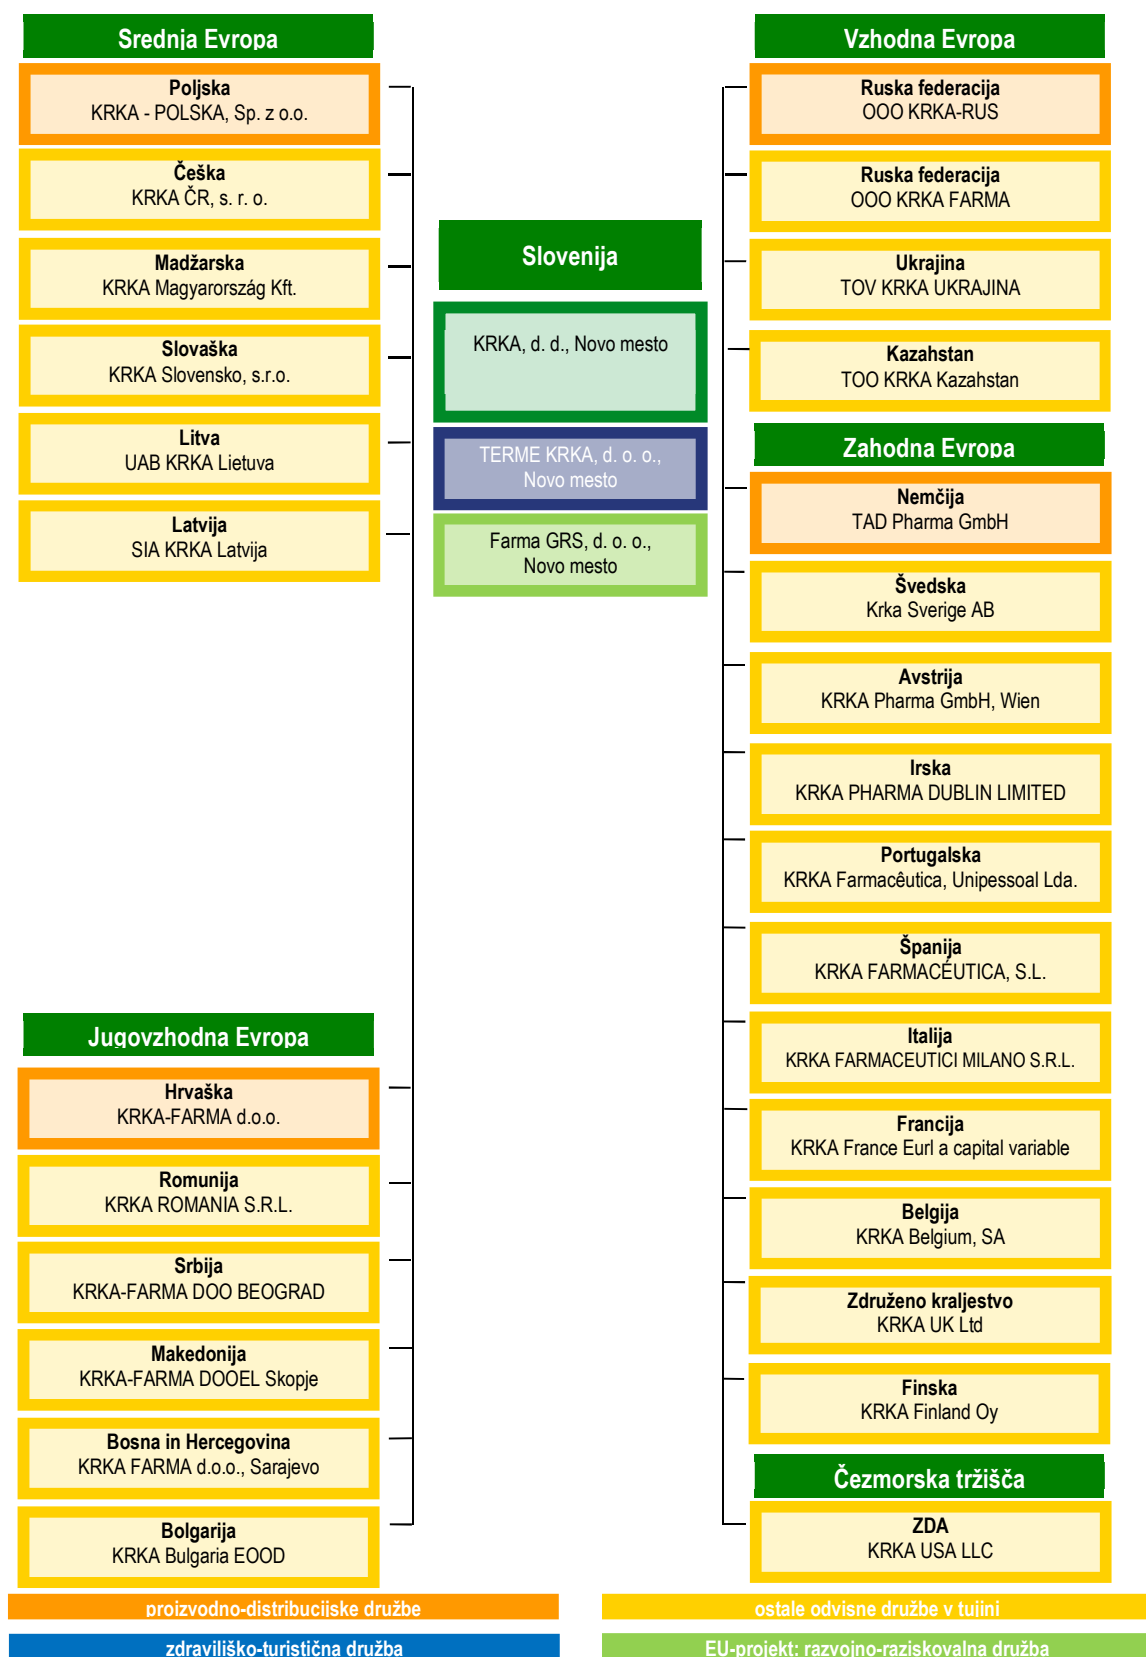 Srednja Evropa
Poljska
KRKA - POLSKA, Sp. z o.o.
Češka
KRKA ČR, s. r. o.
Madžarska
KRKA Magyarország Kft.
Slovaška
KRKA Slovensko, s.r.o.
Litva
UAB KRKA Lietuva
Latvija
SIA KRKA Latvija
Jugovzhodna Evropa
Hrvaška
KRKA-FARMA d.o.o.
Romunija
KRKA ROMANIA S.R.L.
Srbija
KRKA-FARMA DOO BEOGRAD
Makedonija
KRKA-FARMA DOOEL Skopje
Bosna in Hercegovina
KRKA FARMA d.o.o., Sarajevo
Bolgarija
KRKA Bulgaria EOOD
Slovenija
KRKA, d. d., Novo mesto
TERME KRKA, d. o. o.,
Novo mesto
Farma GRS, d. o. o.,
Novo mesto
Vzhodna Evropa
Ruska federacija
OOO KRKA-RUS
Ruska federacija
OOO KRKA FARMA
Ukrajina
TOV KRKA UKRAJINA
Kazahstan
TOO KRKA Kazahstan
Zahodna Evropa
Nemčija
TAD Pharma GmbH
Švedska
Krka Sverige AB
Avstrija
KRKA Pharma GmbH, Wien
Irska
KRKA PHARMA DUBLIN LIMITED
Portugalska
KRKA Farmacêutica, Unipessoal Lda.
Španija
KRKA FARMACÉUTICA, S.L.
Italija
KRKA FARMACEUTICI MILANO S.R.L.
Francija
KRKA France Eurl a capital variable
Belgija
KRKA Belgium, SA
Združeno kraljestvo
KRKA UK Ltd
Finska
KRKA Finland Oy
Čezmorska tržišča
ZDA
KRKA USA LLC
proizvodno-distribucijske družbe
ostale odvisne družbe v tujini
zdraviliško-turistična družba
EU-projekt: razvojno-raziskovalna družba